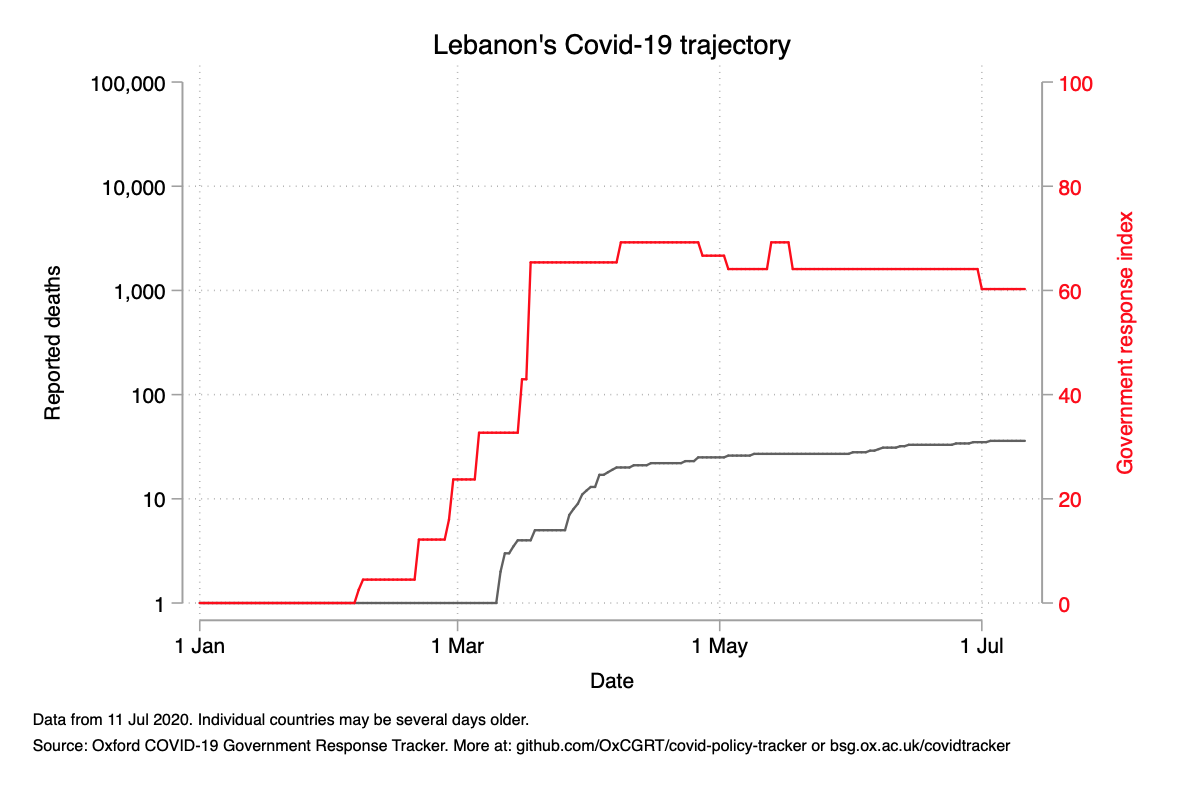 Lebanon's Covid-19 trajectory
100,000
10,000
1,000
100
10
1
Reported deaths
100
80
60
40
20
0
Government response index
1 Jan
1 Mar
1 May
1 Jul
Date
Data from 11 Jul 2020. Individual countries may be several days older.
Source: Oxford COVID-19 Government Response Tracker. More at: github.com/OxCGRT/covid-policy-tracker or bsg.ox.ac.uk/covidtracker